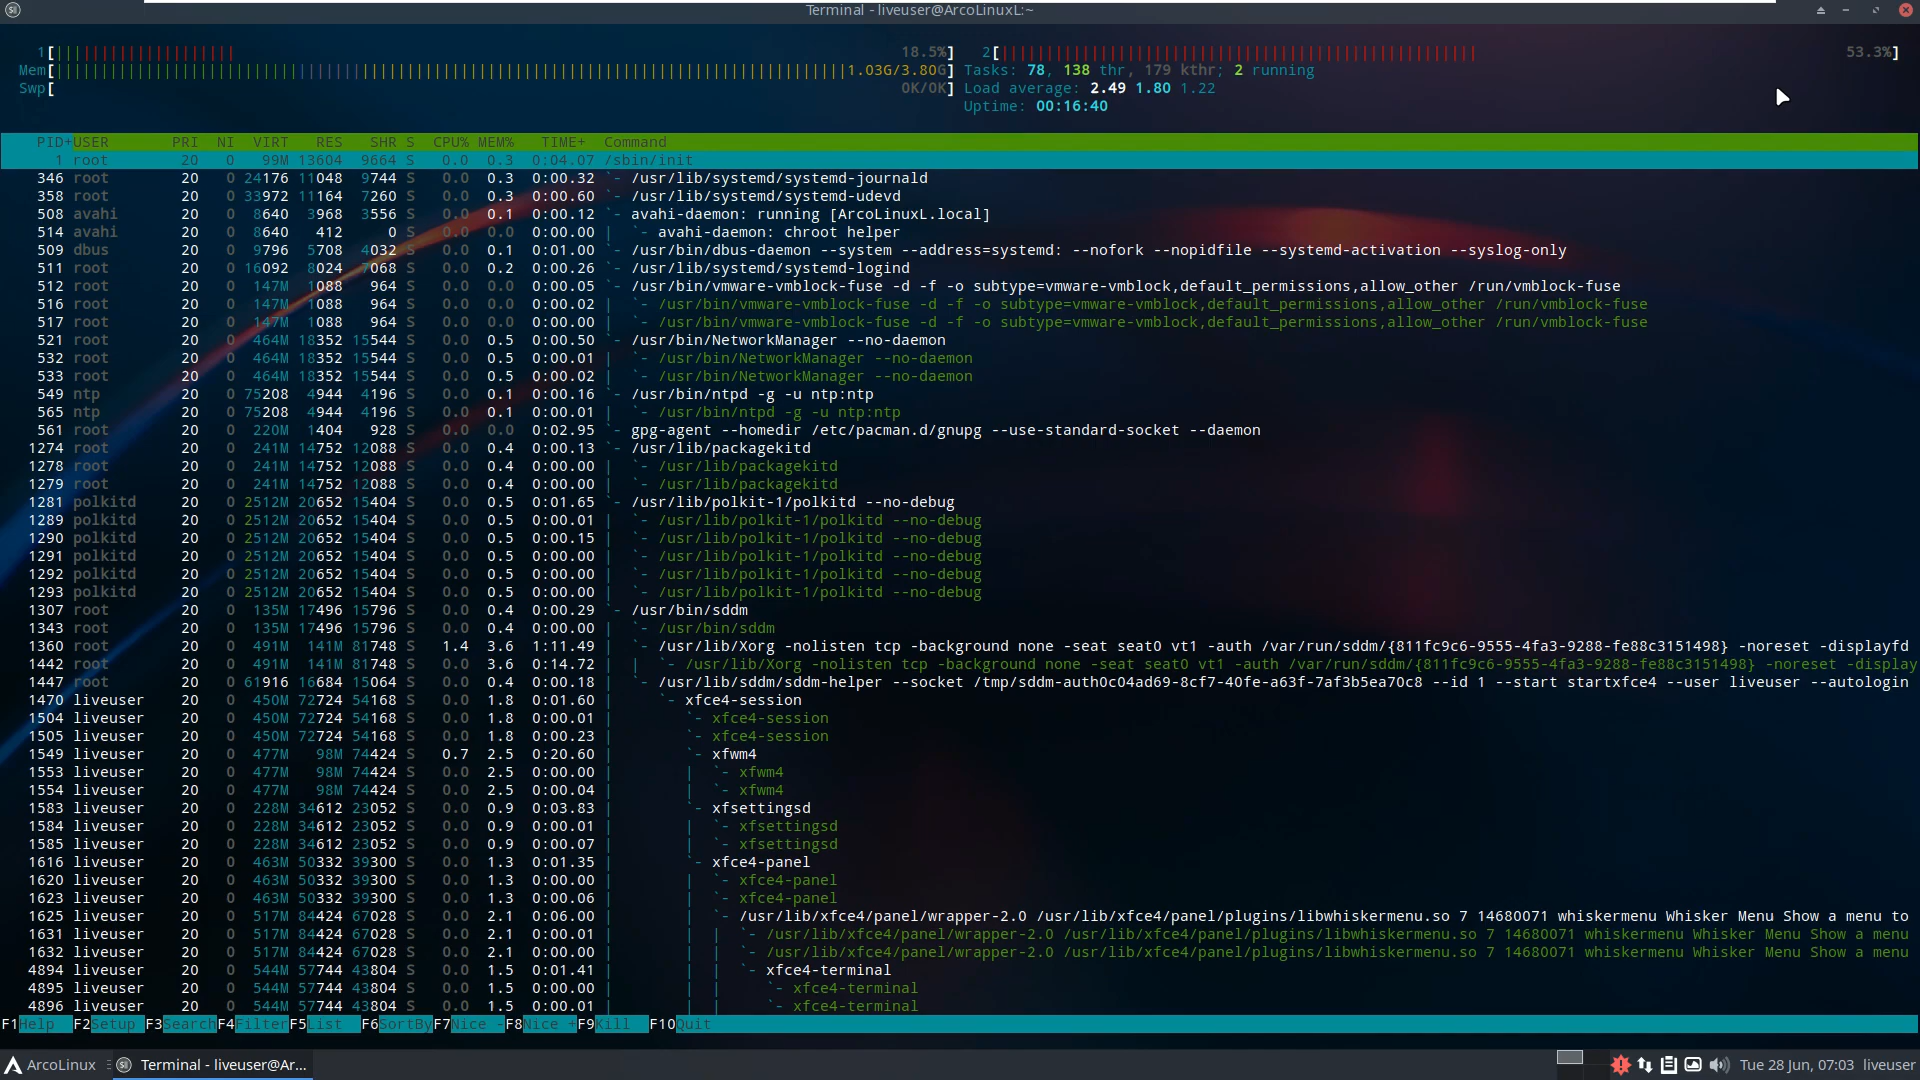 Terminal - liveuser@ArcoLinuxL:~
1[ 18.5%] 2[ 53.3%]
Mem[ 1.03G/3.80G] Tasks: 78, 138 thr, 179 kthr; 2 running
Swp[ 0K/0K] Load average: 2.49 1.80 1.22
Uptime: 00:16:40
PID+USER PRI NI VIRT RES SHR S CPU% MEM% TIME+ Command
1 root 20 0 99M 13604 9664 S 0.0 0.3 0:04.07 /sbin/init
346 root 20 0 24176 11048 9744 S 0.0 0.3 0:00.32 `- /usr/lib/systemd/systemd-journald
358 root 20 0 33972 11164 7260 S 0.0 0.3 0:00.60 `- /usr/lib/systemd/systemd-udevd
508 avahi 20 0 8640 3968 3556 S 0.0 0.1 0:00.12 `- avahi-daemon: running [ArcoLinuxL.local]
514 avahi 20 0 8640 412 0 S 0.0 0.0 0:00.00 | `- avahi-daemon: chroot helper
509 dbus 20 0 9796 5708 4032 S 0.0 0.1 0:01.00 `- /usr/bin/dbus-daemon --system --address=systemd: --nofork --nopidfile --systemd-activation --syslog-only
511 root 20 0 16092 8024 7068 S 0.0 0.2 0:00.26 `- /usr/lib/systemd/systemd-logind
512 root 20 0 147M 1088 964 S 0.0 0.0 0:00.05 `- /usr/bin/vmware-vmblock-fuse -d -f -o subtype=vmware-vmblock,default_permissions,allow_other /run/vmblock-fuse
516 root 20 0 147M 1088 964 S 0.0 0.0 0:00.02 | `- /usr/bin/vmware-vmblock-fuse -d -f -o subtype=vmware-vmblock,default_permissions,allow_other /run/vmblock-fuse
517 root 20 0 147M 1088 964 S 0.0 0.0 0:00.00 | `- /usr/bin/vmware-vmblock-fuse -d -f -o subtype=vmware-vmblock,default_permissions,allow_other /run/vmblock-fuse
521 root 20 0 464M 18352 15544 S 0.0 0.5 0:00.50 `- /usr/bin/NetworkManager --no-daemon
532 root 20 0 464M 18352 15544 S 0.0 0.5 0:00.01 | `- /usr/bin/NetworkManager --no-daemon
533 root 20 0 464M 18352 15544 S 0.0 0.5 0:00.02 | `- /usr/bin/NetworkManager --no-daemon
549 ntp 20 0 75208 4944 4196 S 0.0 0.1 0:00.16 `- /usr/bin/ntpd -g -u ntp:ntp
565 ntp 20 0 75208 4944 4196 S 0.0 0.1 0:00.01 | `- /usr/bin/ntpd -g -u ntp:ntp
561 root 20 0 220M 1404 928 S 0.0 0.0 0:02.95 `- gpg-agent --homedir /etc/pacman.d/gnupg --use-standard-socket --daemon
1274 root 20 0 241M 14752 12088 S 0.0 0.4 0:00.13 `- /usr/lib/packagekitd
1278 root 20 0 241M 14752 12088 S 0.0 0.4 0:00.00 | `- /usr/lib/packagekitd
1279 root 20 0 241M 14752 12088 S 0.0 0.4 0:00.00 | `- /usr/lib/packagekitd
1281 polkitd 20 0 2512M 20652 15404 S 0.0 0.5 0:01.65 `- /usr/lib/polkit-1/polkitd --no-debug
1289 polkitd 20 0 2512M 20652 15404 S 0.0 0.5 0:00.01 | `- /usr/lib/polkit-1/polkitd --no-debug
1290 polkitd 20 0 2512M 20652 15404 S 0.0 0.5 0:00.15 | `- /usr/lib/polkit-1/polkitd --no-debug
1291 polkitd 20 0 2512M 20652 15404 S 0.0 0.5 0:00.00 | `- /usr/lib/polkit-1/polkitd --no-debug
1292 polkitd 20 0 2512M 20652 15404 S 0.0 0.5 0:00.00 | `- /usr/lib/polkit-1/polkitd --no-debug
1293 polkitd 20 0 2512M 20652 15404 S 0.0 0.5 0:00.00 | `- /usr/lib/polkit-1/polkitd --no-debug
1307 root 20 0 135M 17496 15796 S 0.0 0.4 0:00.29 `- /usr/bin/sddm
1343 root 20 0 135M 17496 15796 S 0.0 0.4 0:00.00 | `- /usr/bin/sddm
1360 root 20 0 491M 141M 81748 S 1.4 3.6 1:11.49 | `- /usr/lib/Xorg -nolisten tcp -background none -seat seat0 vt1 -auth /var/run/sddm/{811fc9c6-9555-4fa3-9288-fe88c3151498} -noreset -displayfd
1442 root 20 0 491M 141M 81748 S 0.0 3.6 0:14.72 | | `- /usr/lib/Xorg -nolisten tcp -background none -seat seat0 vt1 -auth /var/run/sddm/{811fc9c6-9555-4fa3-9288-fe88c3151498} -noreset -display
1447 root 20 0 61916 16684 15064 S 0.0 0.4 0:00.18 | `- /usr/lib/sddm/sddm-helper --socket /tmp/sddm-auth0c04ad69-8cf7-40fe-a63f-7af3b5ea70c8 --id 1 --start startxfce4 --user liveuser --autologin
1470 liveuser 20 0 450M 72724 54168 S 0.0 1.8 0:01.60 | `- xfce4-session
1504 liveuser 20 0 450M 72724 54168 S 0.0 1.8 0:00.01 | `- xfce4-session
1505 liveuser 20 0 450M 72724 54168 S 0.0 1.8 0:00.23 | `- xfce4-session
1549 liveuser 20 0 477M 98M 74424 S 0.7 2.5 0:20.60 | `- xfwm4
1553 liveuser 20 0 477M 98M 74424 S 0.0 2.5 0:00.00 | | `- xfwm4
1554 liveuser 20 0 477M 98M 74424 S 0.0 2.5 0:00.04 | | `- xfwm4
1583 liveuser 20 0 228M 34612 23052 S 0.0 0.9 0:03.83 | `- xfsettingsd
1584 liveuser 20 0 228M 34612 23052 S 0.0 0.9 0:00.01 | | `- xfsettingsd
1585 liveuser 20 0 228M 34612 23052 S 0.0 0.9 0:00.07 | | `- xfsettingsd
1616 liveuser 20 0 463M 50332 39300 S 0.0 1.3 0:01.35 | `- xfce4-panel
1620 liveuser 20 0 463M 50332 39300 S 0.0 1.3 0:00.00 | | `- xfce4-panel
1623 liveuser 20 0 463M 50332 39300 S 0.0 1.3 0:00.06 | | `- xfce4-panel
1625 liveuser 20 0 517M 84424 67028 S 0.0 2.1 0:06.00 | | `- /usr/lib/xfce4/panel/wrapper-2.0 /usr/lib/xfce4/panel/plugins/libwhiskermenu.so 7 14680071 whiskermenu Whisker Menu Show a menu to
1631 liveuser 20 0 517M 84424 67028 S 0.0 2.1 0:00.01 | | | `- /usr/lib/xfce4/panel/wrapper-2.0 /usr/lib/xfce4/panel/plugins/libwhiskermenu.so 7 14680071 whiskermenu Whisker Menu Show a menu
1632 liveuser 20 0 517M 84424 67028 S 0.0 2.1 0:00.00 | | | `- /usr/lib/xfce4/panel/wrapper-2.0 /usr/lib/xfce4/panel/plugins/libwhiskermenu.so 7 14680071 whiskermenu Whisker Menu Show a menu
4894 liveuser 20 0 544M 57744 43804 S 0.0 1.5 0:01.41 | | | `- xfce4-terminal
4895 liveuser 20 0 544M 57744 43804 S 0.0 1.5 0:00.00 | | | `- xfce4-terminal
4896 liveuser 20 0 544M 57744 43804 S 0.0 1.5 0:00.01 | | | `- xfce4-terminal
F1Help F2Setup F3SearchF4FilterF5List F6SortByF7Nice -F8Nice +F9Kill F10Quit
ArcoLinux Terminal - liveuser@Ar... Tue 28 Jun, 07:03 liveuser